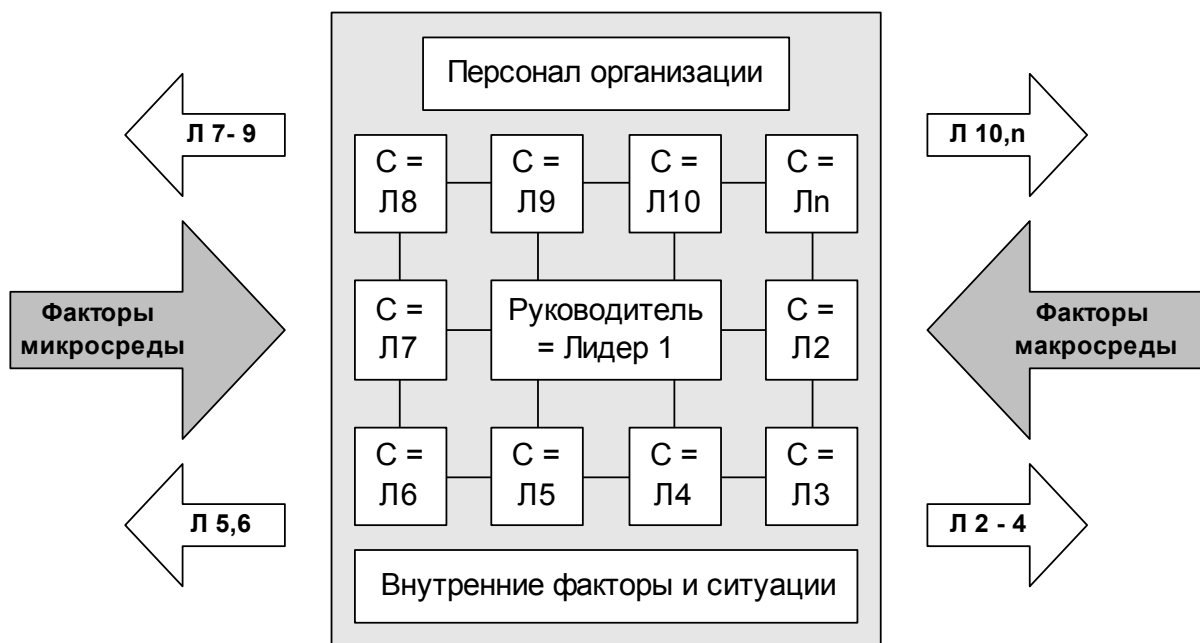 Персонал организации
Л 7- 9
Л 10,n
С =
Л8
С =
Л9
С =
Л10
С =
Лn
Факторы
микросреды
С =
Л7
Руководитель
= Лидер 1
С =
Л2
Факторы
макросреды
С =
Л6
С =
Л5
С =
Л4
С =
Л3
Л 5,6
Л 2 - 4
Внутренние факторы и ситуации